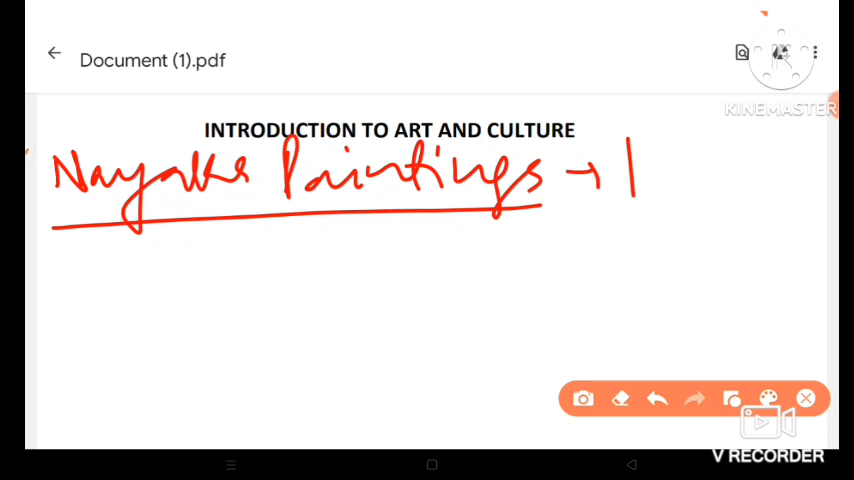 Document (1).pdf
KINEMASTER
INTRODUCTION TO ART AND CULTURE
Nayaka Paintings → 1
V RECORDER